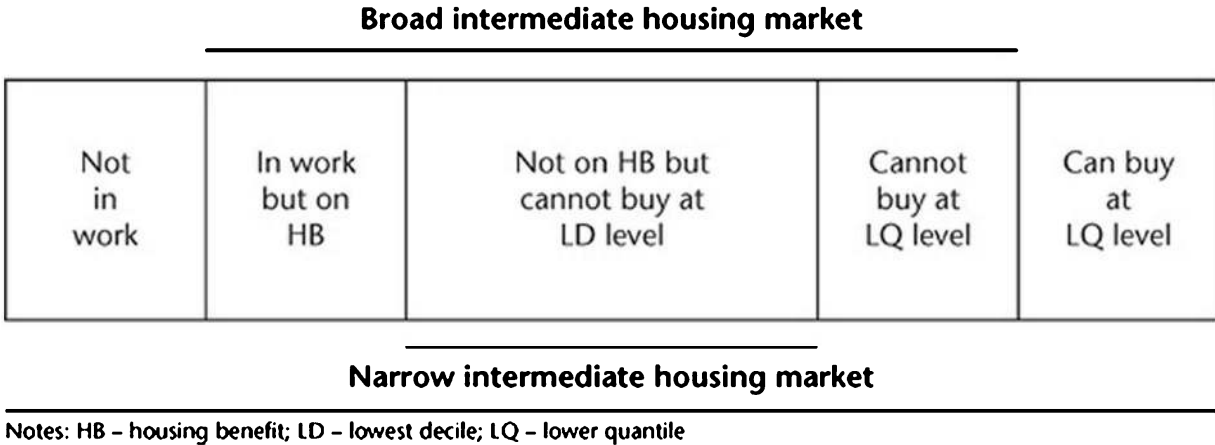 Broad intermediate housing market
Not
in
work
In work
but on
HB
Not on HB but
cannot buy at
LD level
Cannot
buy at
LQ level
Can buy
at
LQ level
Narrow intermediate housing market
Notes: HB – housing benefit; LD – lowest decile; LQ – lower quantile